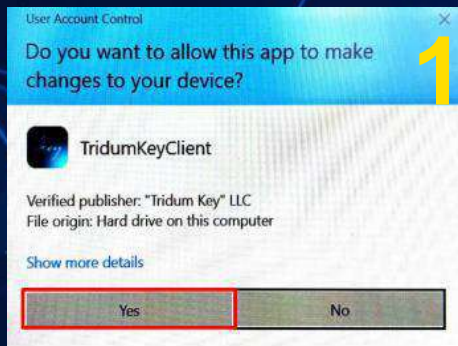 User Account Control
Do you want to allow this app to make
changes to your device?
1
TridumKeyClient
Verified publisher: "Tridum Key" LLC
File origin: Hard drive on this computer
Show more details
Yes
No